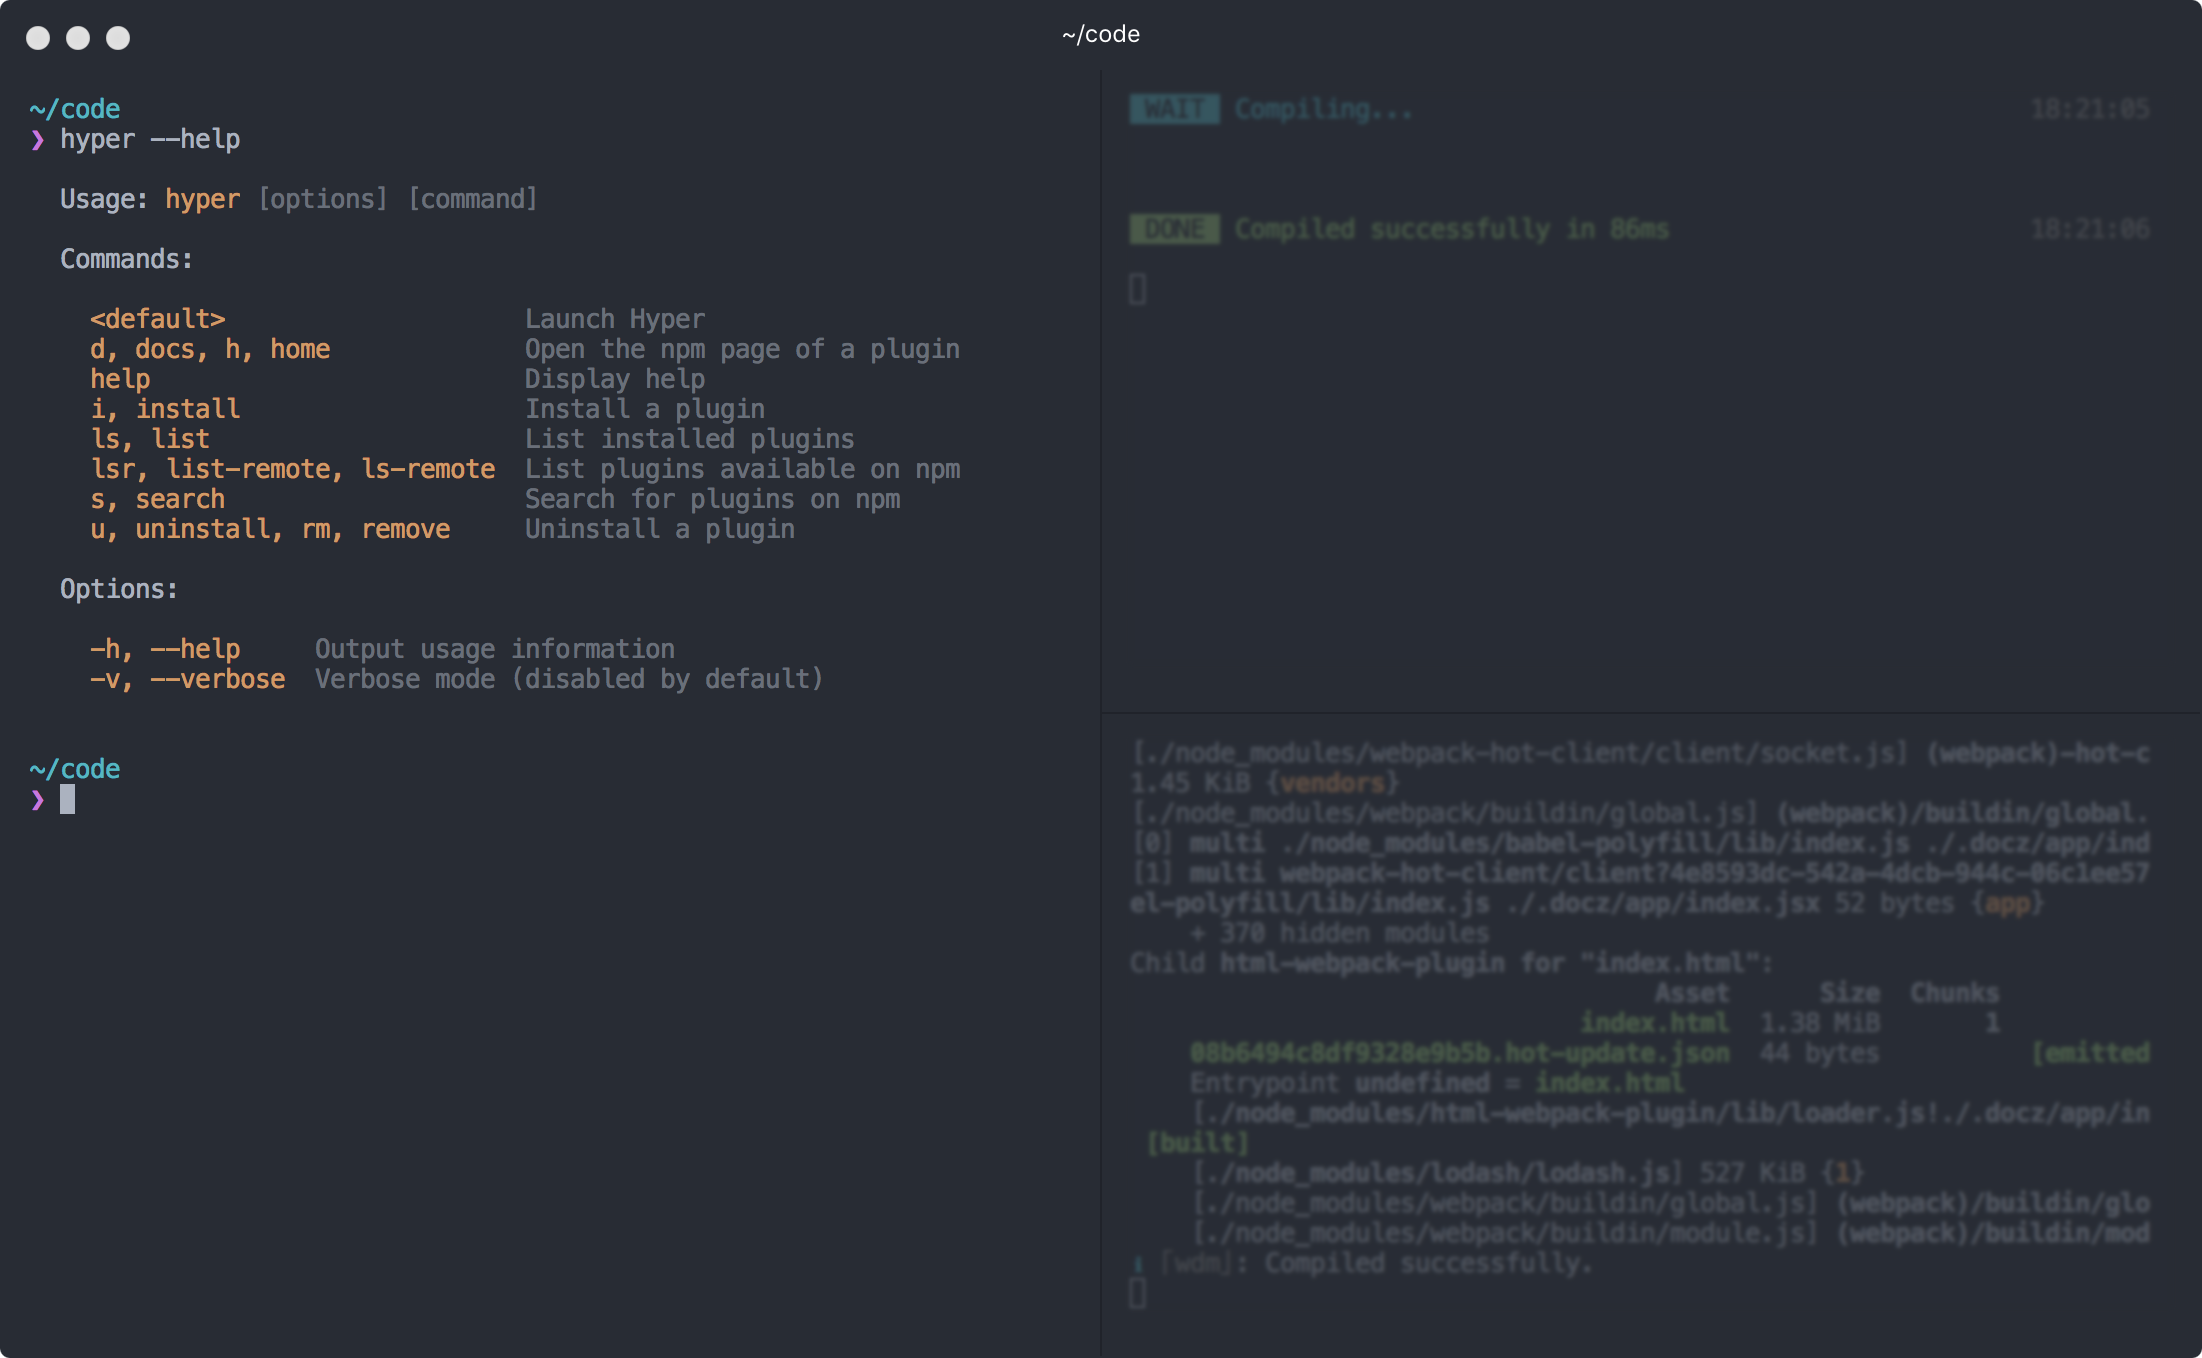 ~/code
~/code
❯ hyper --help
Usage: hyper [options] [command]
Commands:
<default> Launch Hyper
d, docs, h, home Open the npm page of a plugin
help Display help
i, install Install a plugin
ls, list List installed plugins
lsr, list-remote, ls-remote List plugins available on npm
s, search Search for plugins on npm
u, uninstall, rm, remove Uninstall a plugin
Options:
-h, --help Output usage information
-v, --verbose Verbose mode (disabled by default)
~/code
❯
WAIT Compiling... 18:21:05
DONE Compiled successfully in 86ms 18:21:06
[./node_modules/webpack-hot-client/client/socket.js] (webpack)-hot-c
1.45 KiB {vendors}
[./node_modules/webpack/buildin/global.js] (webpack)/buildin/global.
[0] multi ./node_modules/babel-polyfill/lib/index.js ./.docz/app/ind
[1] multi webpack-hot-client/client?4e8593dc-542a-4dcb-944c-06c1ee57
el-polyfill/lib/index.js ./.docz/app/index.jsx 52 bytes {app}
+ 370 hidden modules
Child html-webpack-plugin for "index.html":
Asset Size Chunks
index.html 1.38 MiB 1
08b6494c8df9328e9b5b.hot-update.json 44 bytes [emitted
Entrypoint undefined = index.html
[./node_modules/html-webpack-plugin/lib/loader.js!./.docz/app/in
[built]
[./node_modules/lodash/lodash.js] 527 KiB {1}
[./node_modules/webpack/buildin/global.js] (webpack)/buildin/glo
[./node_modules/webpack/buildin/module.js] (webpack)/buildin/mod
ℹ ｢wdm｣: Compiled successfully.